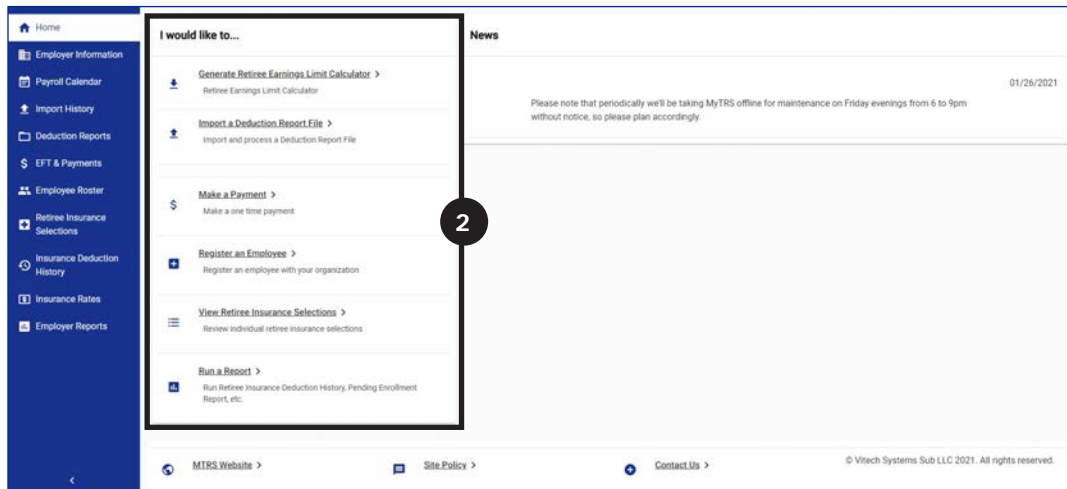 Home
Employer Information
Payroll Calendar
Import History
Deduction Reports
$ EFT & Payments
Employee Roster
Retiree Insurance
Selections
Insurance Deduction
History
Insurance Rates
Employer Reports
<
I would like to...
Generate Retiree Earnings Limit Calculator >
Retiree Earnings Limit Calculator
Import a Deduction Report File >
Import and process a Deduction Report File
$
Make a Payment >
Make a one time payment
Register an Employee >
Register an employee with your organization
View Retiree Insurance Selections >
Review individual retiree insurance selections
Run a Report >
Run Retiree Insurance Deduction History, Pending Enrollment
Report, etc.
2
News
01/26/2021
Please note that periodically we'll be taking MyTRS offline for maintenance on Friday evenings from 6 to 9pm
without notice, so please plan accordingly.
MTRS Website >
Site Policy >
Contact Us >
© Vitech Systems Sub LLC 2021. All rights reserved.